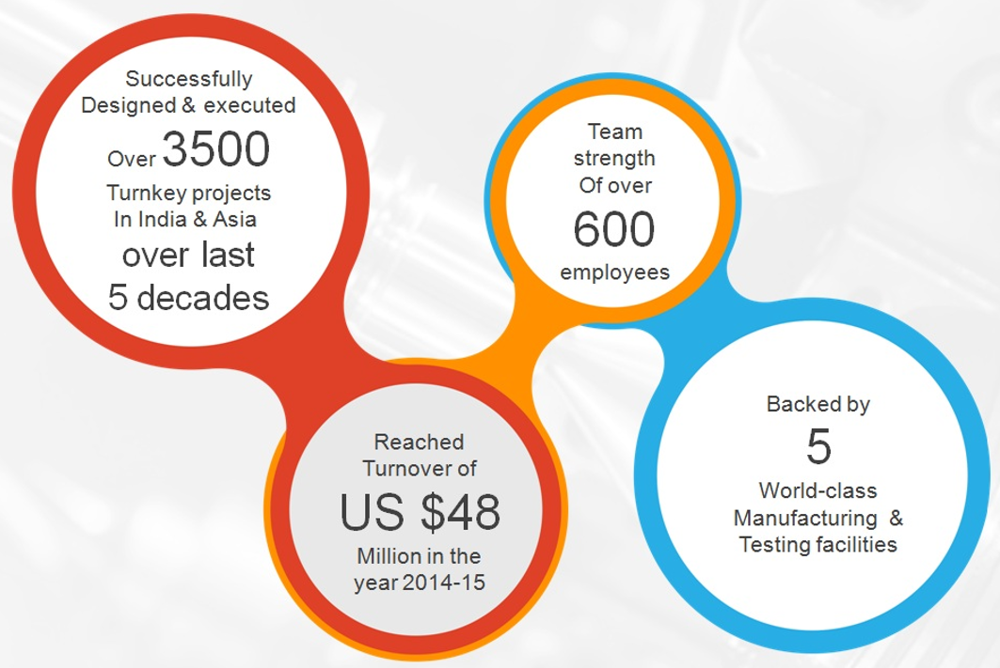 Successfully
Designed & executed
Over 3500
Turnkey projects
In India & Asia
over last
5 decades
Reached
Turnover of
US $48
Million in the
year 2014-15
Team
strength
Of over
600
employees
Backed by
5
World-class
Manufacturing &
Testing facilities